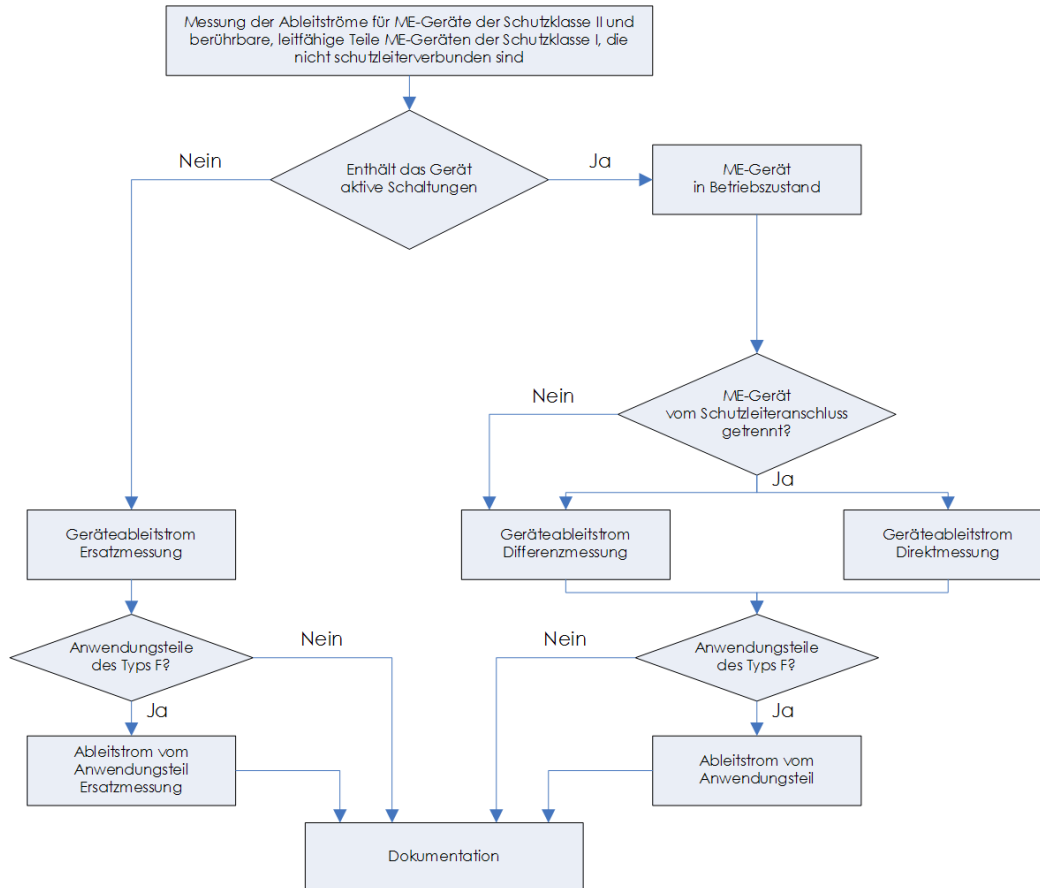 Messung der Ableitströme für ME-Geräte der Schutzklasse II und
berührbare, leitfähige Teile ME-Geräten der Schutzklasse I, die
nicht schutzleiterverbunden sind
Nein
Enthält das Gerät
aktive Schaltungen
Ja
ME-Gerät
in Betriebszustand
Nein
ME-Gerät
vom Schutzleiteranschluss
getrennt?
Ja
Geräteableitstrom
Ersatzmessung
Geräteableitstrom
Differenzmessung
Geräteableitstrom
Direktmessung
Anwendungsteile
des Typs F?
Nein
Nein
Anwendungsteile
des Typs F?
Ja
Ja
Ableitstrom vom
Anwendungsteil
Ersatzmessung
Ableitstrom vom
Anwendungsteil
Dokumentation